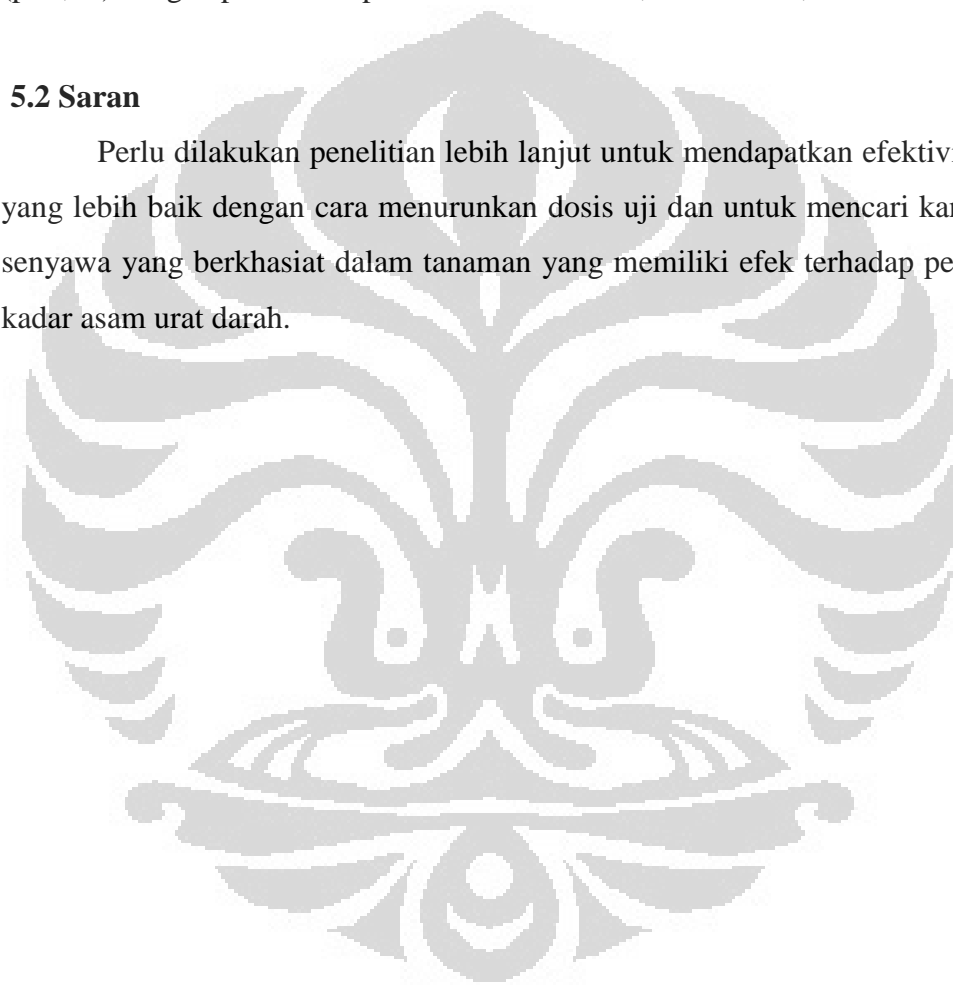 5.2 Saran
Perlu dilakukan penelitian lebih lanjut untuk mendapatkan
yang lebih baik dengan cara menurunkan dosis uji dan untuk mencari
senyawa yang berkhasiat dalam tanaman yang memiliki efek terhadap
kadar asam urat darah.